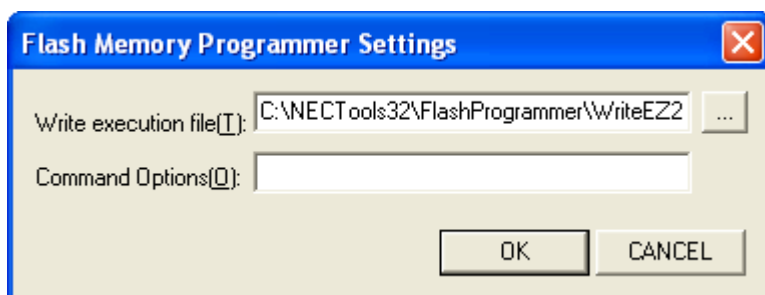 Flash Memory Programmer Settings
Write execution file(T): C:\NECTools32\FlashProgrammer\WriteEZ2 ...
Command Options(O):
OK CANCEL